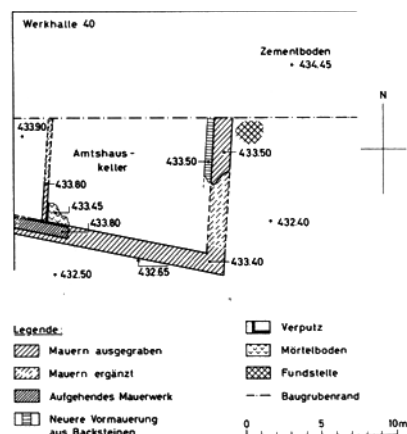 Werkhalle 40
Zementboden
434.45
N
433.90
Amtshaus-
keller
433.50
433.50
433.80
433.45
433.80
432.40
432.50
432.65
433.40
Legende:
Mauern ausgegraben
Mauern ergänzt
Aufgehendes Mauerwerk
Neuere Vormauerung
aus Backsteinen
Verputz
Mörtelboden
Fundstelle
Baugrubenrand
0 5 10m